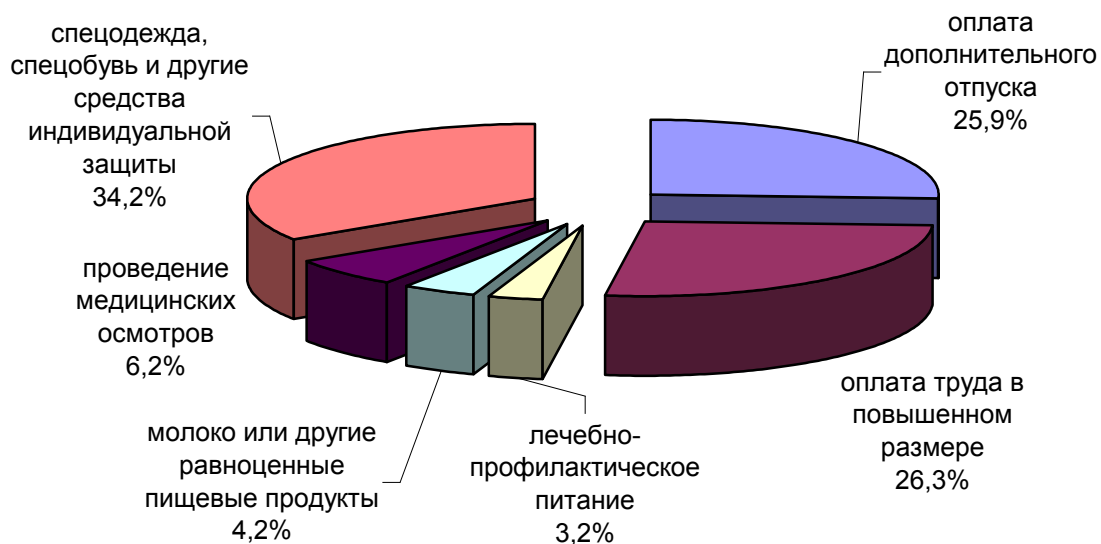 спецодежда,
спецобувь и другие
средства
индивидуальной
защиты
34,2%
оплата
дополнительного
отпуска
25,9%
проведение
медицинских
осмотров
6,2%
оплата труда в
повышенном
размере
26,3%
молоко или другие
равноценные
пищевые продукты
4,2%
лечебно-
профилактическое
питание
3,2%